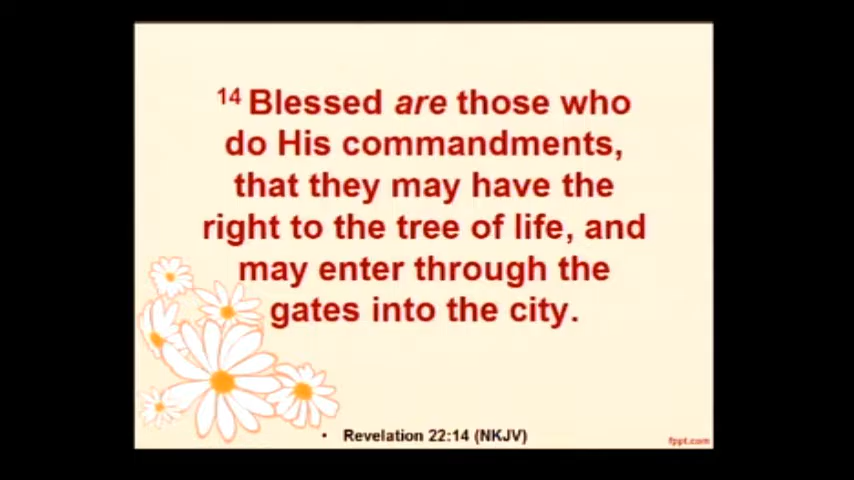 14 Blessed are those who
do His commandments,
that they may have the
right to the tree of life, and
may enter through the
gates into the city.
• Revelation 22:14 (NKJV)
fppt.com